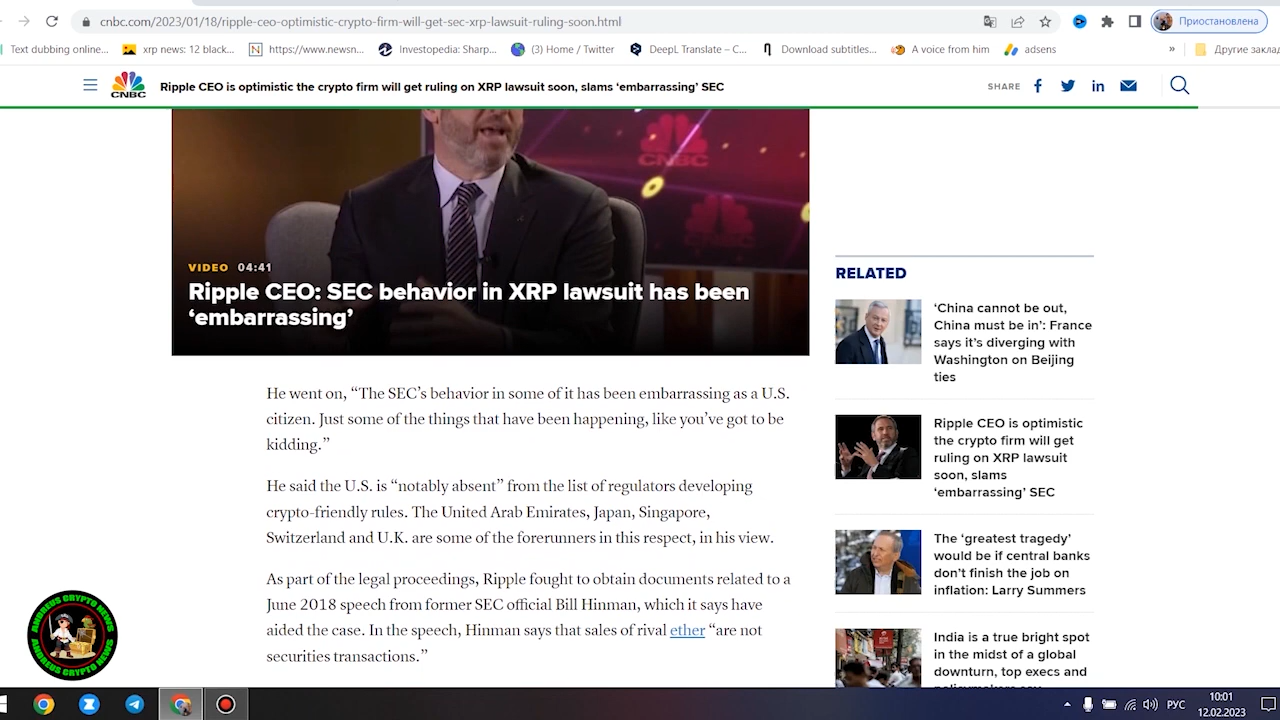 cnbc.com/2023/01/18/ripple-ceo-optimistic-crypto-firm-will-get-sec-xrp-lawsuit-ruling-soon.html
Приостановлена
Text dubbing online...
xrp news: 12 black...
https://www.newsn...
Investopedia: Sharp...
(3) Home / Twitter
DeepL Translate – C...
Download subtitles...
A voice from him
adsens
»
Другие заклад
CNBC
Ripple CEO is optimistic the crypto firm will get ruling on XRP lawsuit soon, slams ‘embarrassing’ SEC
SHARE
CNBC
VIDEO 04:41
Ripple CEO: SEC behavior in XRP lawsuit has been
‘embarrassing’
He went on, “The SEC’s behavior in some of it has been embarrassing as a U.S.
citizen. Just some of the things that have been happening, like you’ve got to be
kidding.”
He said the U.S. is “notably absent” from the list of regulators developing
crypto-friendly rules. The United Arab Emirates, Japan, Singapore,
Switzerland and U.K. are some of the forerunners in this respect, in his view.
As part of the legal proceedings, Ripple fought to obtain documents related to a
June 2018 speech from former SEC official Bill Hinman, which it says have
aided the case. In the speech, Hinman says that sales of rival ether “are not
securities transactions.”
RELATED
‘China cannot be out,
China must be in’: France
says it’s diverging with
Washington on Beijing
ties
Ripple CEO is optimistic
the crypto firm will get
ruling on XRP lawsuit
soon, slams
‘embarrassing’ SEC
The ‘greatest tragedy’
would be if central banks
don’t finish the job on
inflation: Larry Summers
India is a true bright spot
in the midst of a global
downturn, top execs and
ANDREUS CRYPTO NEWS
ANDREUS CRYPTO NEWS
РУС
10:01
12.02.2023